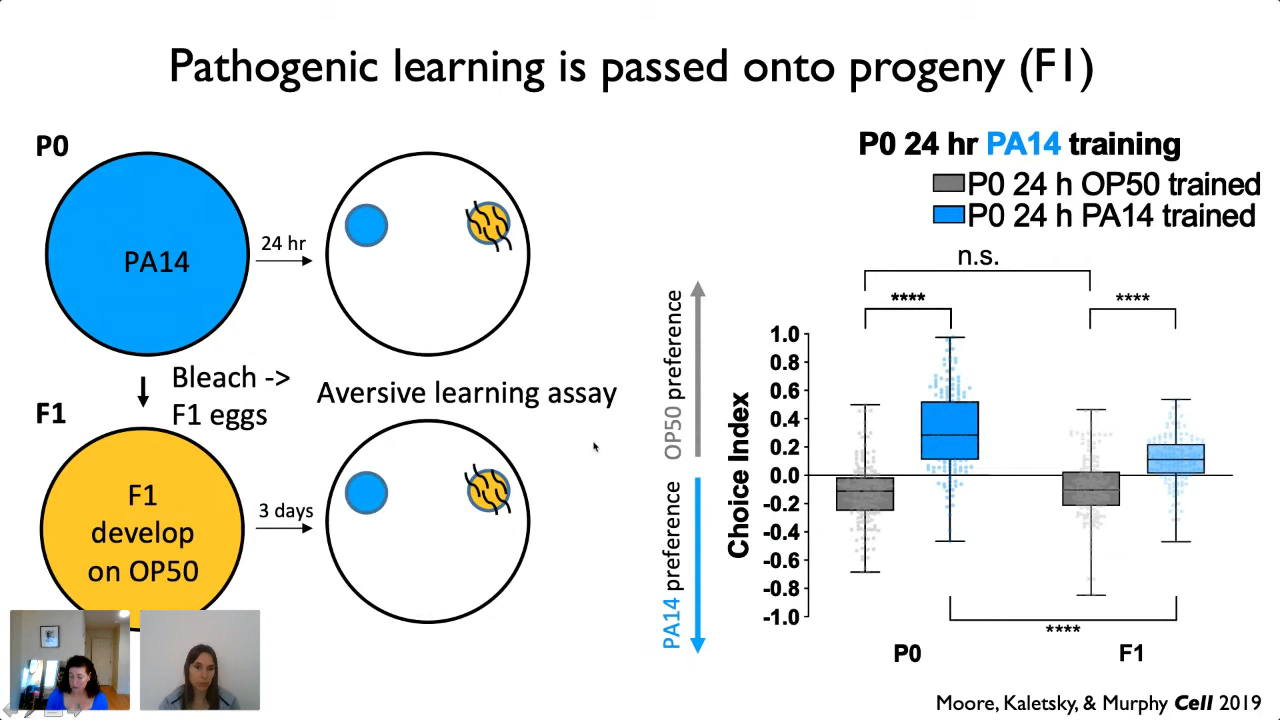 Pathogenic learning is passed onto progeny (F1)
P0
PA14
24 hr
Bleach ->
F1 eggs
Aversive learning assay
F1
F1
develop
on OP50
3 days
P0 24 hr PA14 training
P0 24 h OP50 trained
P0 24 h PA14 trained
n.s.
****
****
OP50 preference
PA14 preference
Choice Index
1.0
0.8
0.6
0.4
0.2
0.0
-0.2
-0.4
-0.6
-0.8
-1.0
****
P0
F1
Moore, Kaletsky, & Murphy Cell 2019